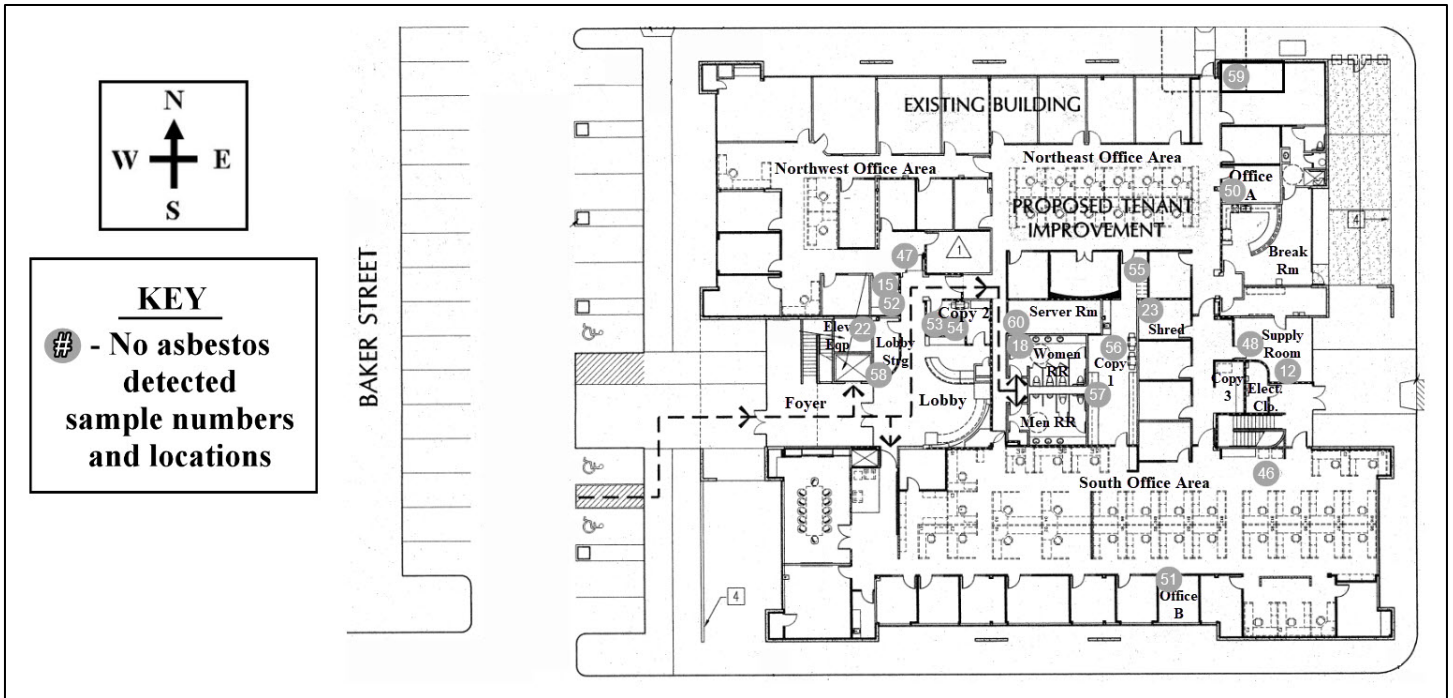 N
W E
S
KEY
# - No asbestos
detected
sample numbers
and locations
BAKER STREET
EXISTING BUILDING
59
Northwest Office Area
Northeast Office Area
PROPOSED TENANT
IMPROVEMENT
Office
A
50
4
Break
Rm
47
1
55
15
52
Copy 2
53
54
22
Elev
Eqp
Lobby
Strg
58
Server Rm
60
23
Shred
18
Women
RR
56
Copy
1
57
Men RR
48
Supply
Room
12
Copy
3
Elect.
Clo.
Foyer
Lobby
South Office Area
46
51
Office
B
4